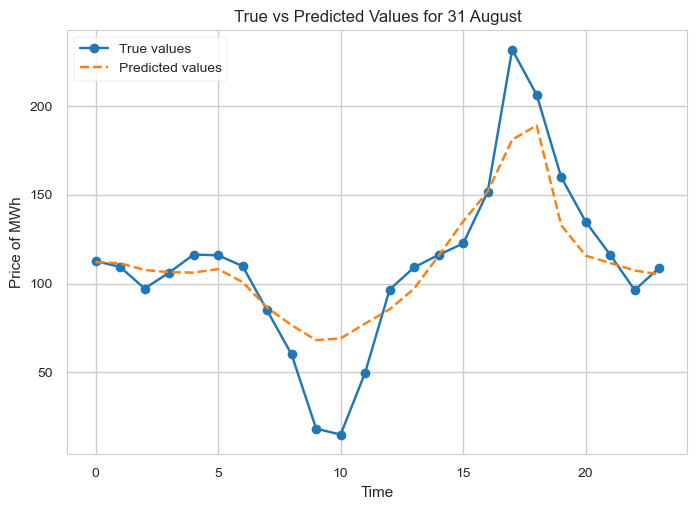 True vs Predicted Values for 31 August
True values
Predicted values
Price of MWh
200
150
100
50
0
5
10
15
20
Time